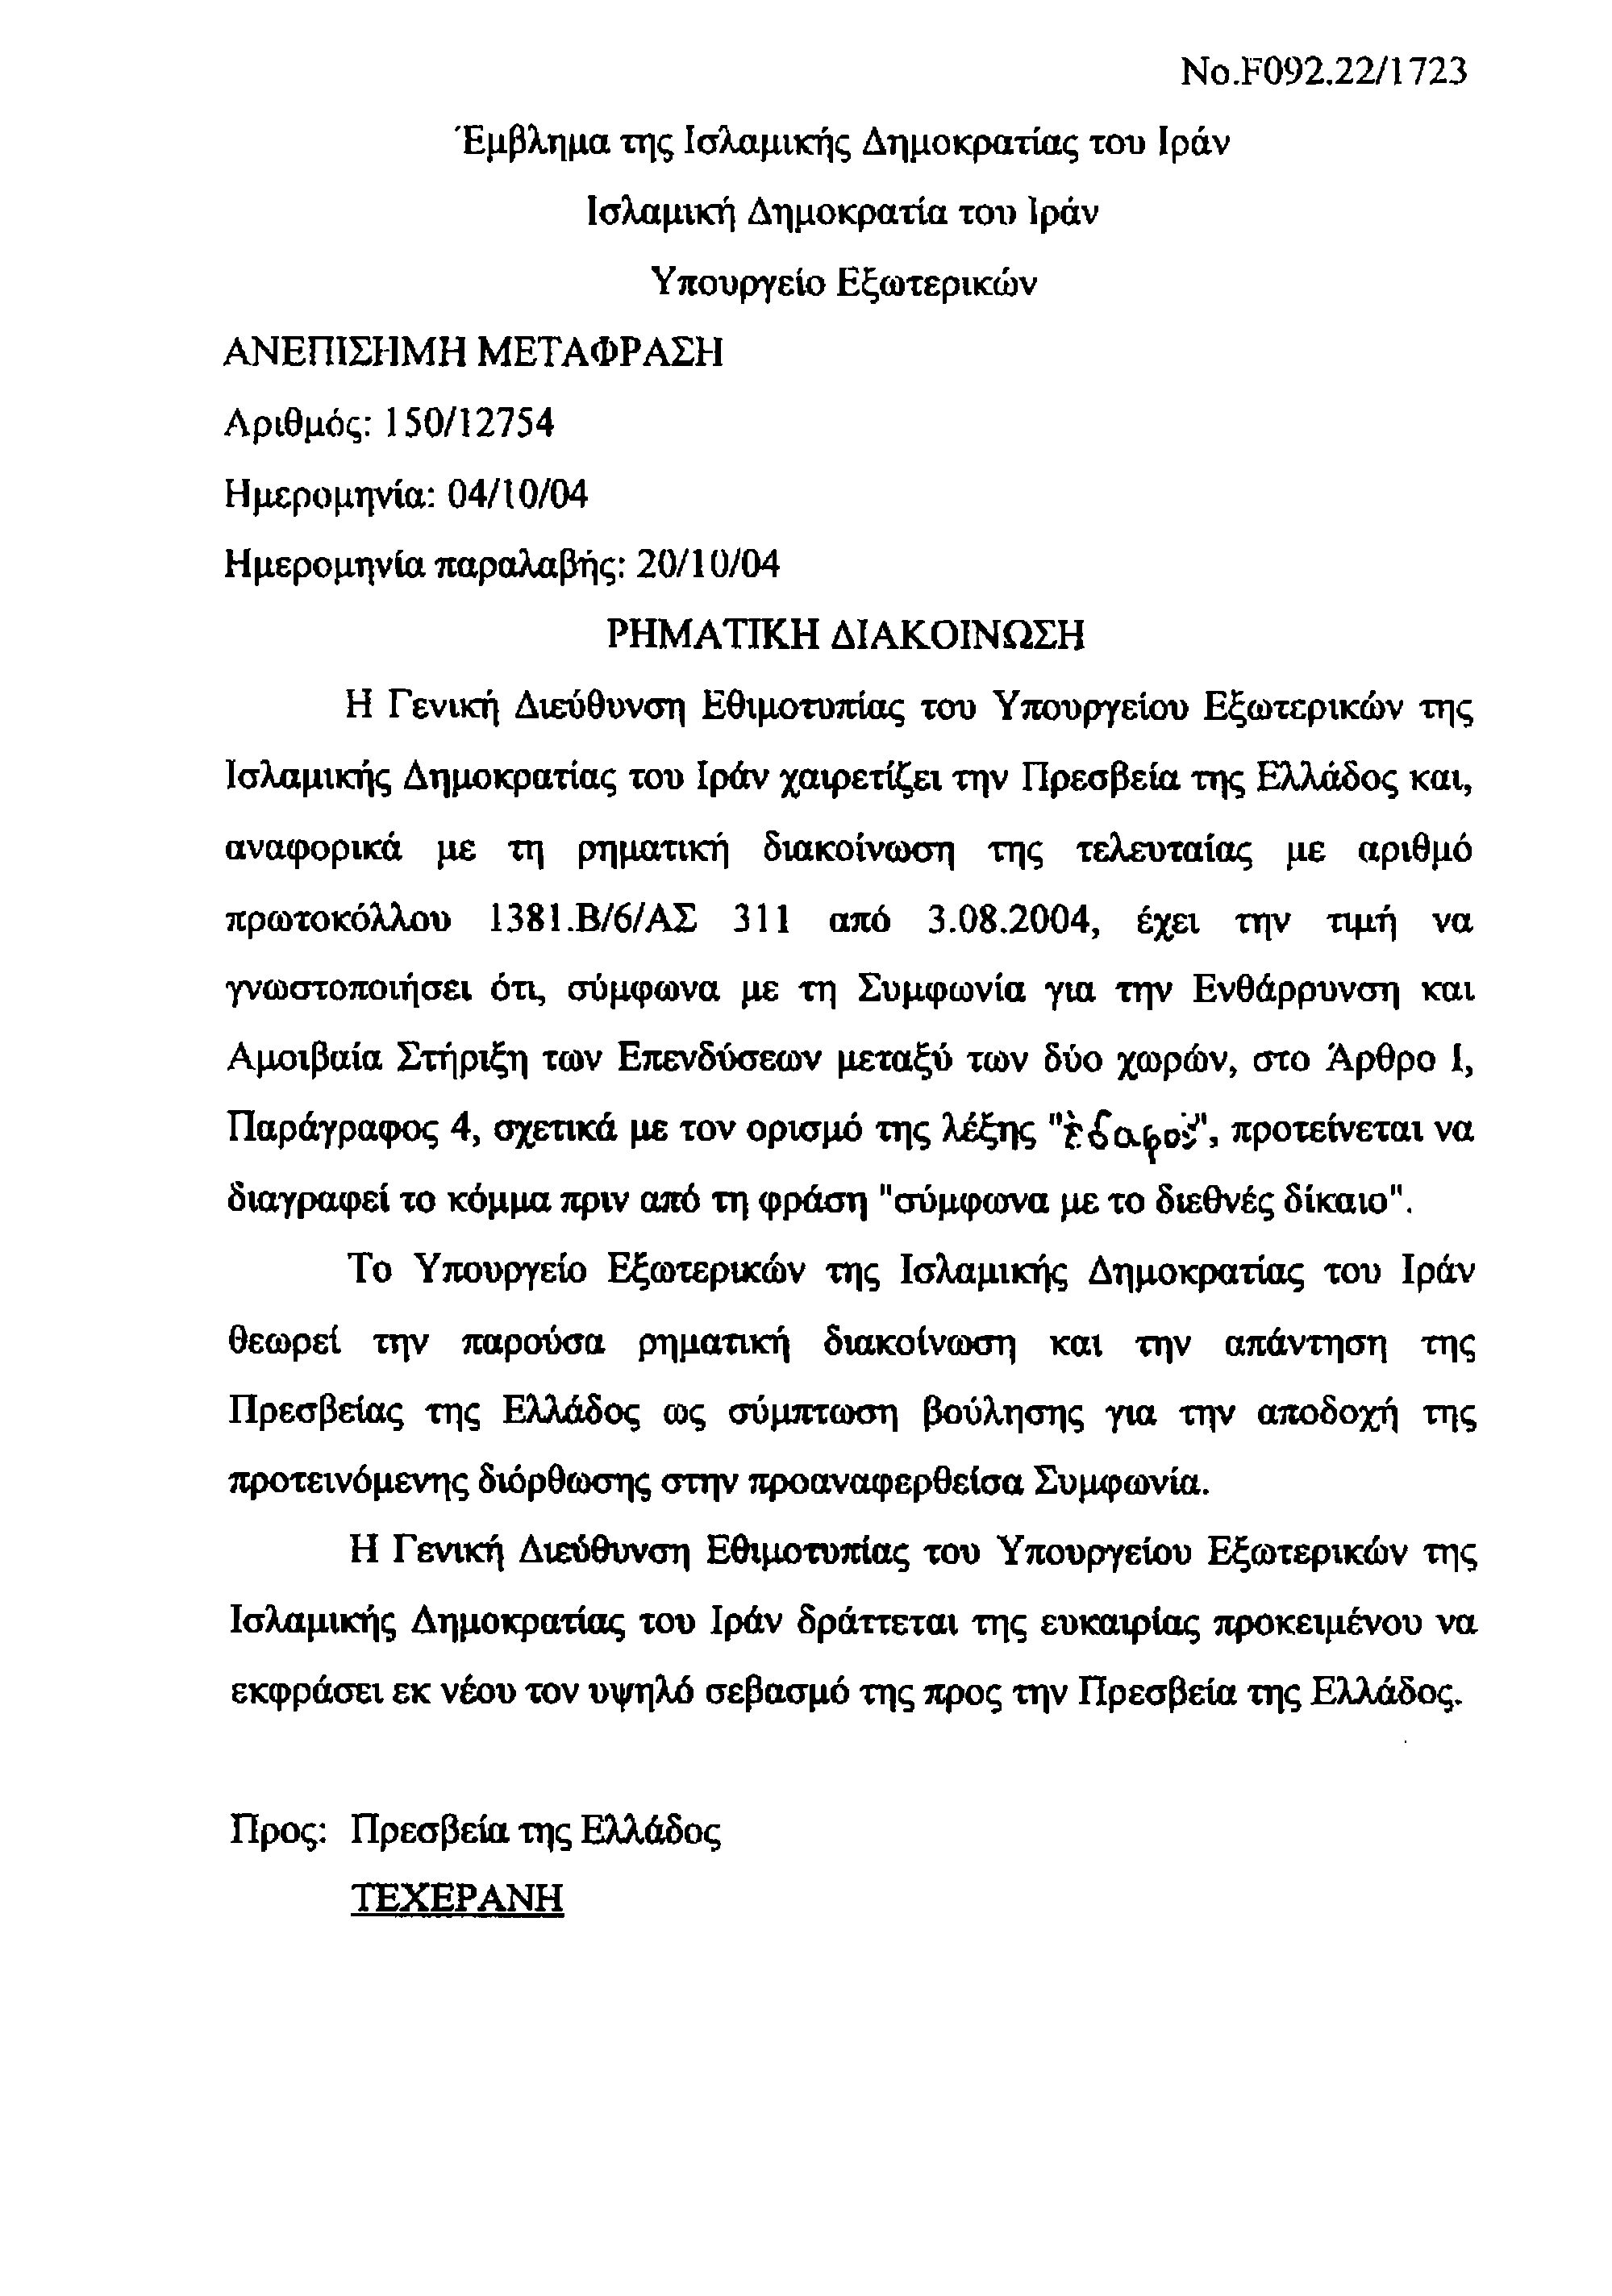 No.F092.22/1723
Έμβλημα της Ισλαμικής Δημοκρατίας του Ιράν
Ισλαμική Δημοκρατία του Ιράν
Υπουργείο Εξωτερικών
ΑΝΕΠΙΣΗΜΗ ΜΕΤΑΦΡΑΣΗ
Αριθμός: 150/12754
Ημερομηνία: 04/10/04
Ημερομηνία παραλαβής: 20/10/04
ΡΗΜΑΤΙΚΗ ΔΙΑΚΟΙΝΩΣΗ
Η Γενική Διεύθυνση Εθιμοτυπίας του Υπουργείου Εξωτερικών της
Ισλαμικής Δημοκρατίας του Ιράν χαιρετίζει την Πρεσβεία της Ελλάδος και,
αναφορικά με τη ρηματική διακοίνωση της τελευταίας με αριθμό
πρωτοκόλλου 1381.Β/6/ΑΣ 311 από 3.08.2004, έχει την τιμή να
γνωστοποιήσει ότι, σύμφωνα με τη Συμφωνία για την Ενθάρρυνση και
Αμοιβαία Στήριξη των Επενδύσεων μεταξύ των δύο χωρών, στο Άρθρο Ι,
Παράγραφος 4, σχετικά με τον ορισμό της λέξης "έδαφος", προτείνεται να
διαγραφεί το κόμμα πριν από τη φράση "σύμφωνα με το διεθνές δίκαιο".
Το Υπουργείο Εξωτερικών της Ισλαμικής Δημοκρατίας του Ιράν
θεωρεί την παρούσα ρηματική διακοίνωση και την απάντηση της
Πρεσβείας της Ελλάδος ως σύμπτωση βούλησης για την αποδοχή της
προτεινόμενης διόρθωσης στην προαναφερθείσα Συμφωνία.
Η Γενική Διεύθυνση Εθιμοτυπίας του Υπουργείου Εξωτερικών της
Ισλαμικής Δημοκρατίας του Ιράν δράττεται της ευκαιρίας προκειμένου να
εκφράσει εκ νέου τον υψηλό σεβασμό της προς την Πρεσβεία της Ελλάδος.
Προς: Πρεσβεία της Ελλάδος
ΤΕΧΕΡΑΝΗ